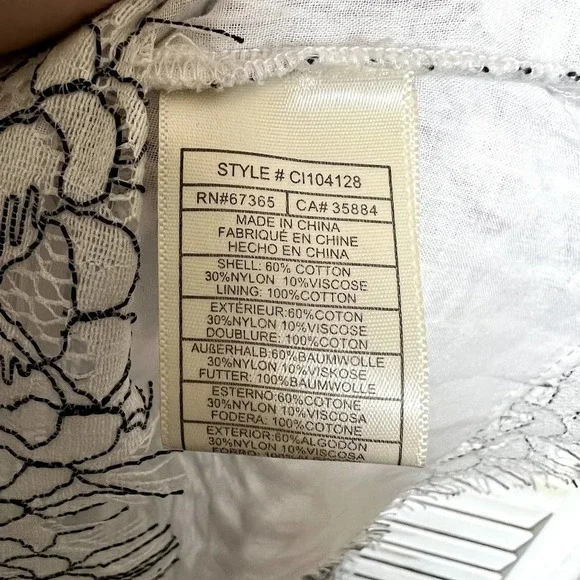 STYLE # CI104128
RN#67365 CA# 35884
MADE IN CHINA
FABRIQUÉ EN CHINE
HECHO EN CHINA
SHELL: 60% COTTON
30%NYLON 10%VISCOSE
LINING: 100%COTTON
EXTÉRIEUR:60%COTON
30%NYLON 10%VISCOSE
DOUBLURE: 100%COTON
AUßERHALB:60%BAUMWOLLE
30%NYLON 10%VISKOSE
FUTTER: 100%BAUMWOLLE
ESTERNO: 60%COTONE
30%NYLON 10%VISCOSA
FODERA: 100%COTONE
EXTERIOR:60%ALGODÓN
30%NYLON 10%VISCOSA
FORRO: 100%